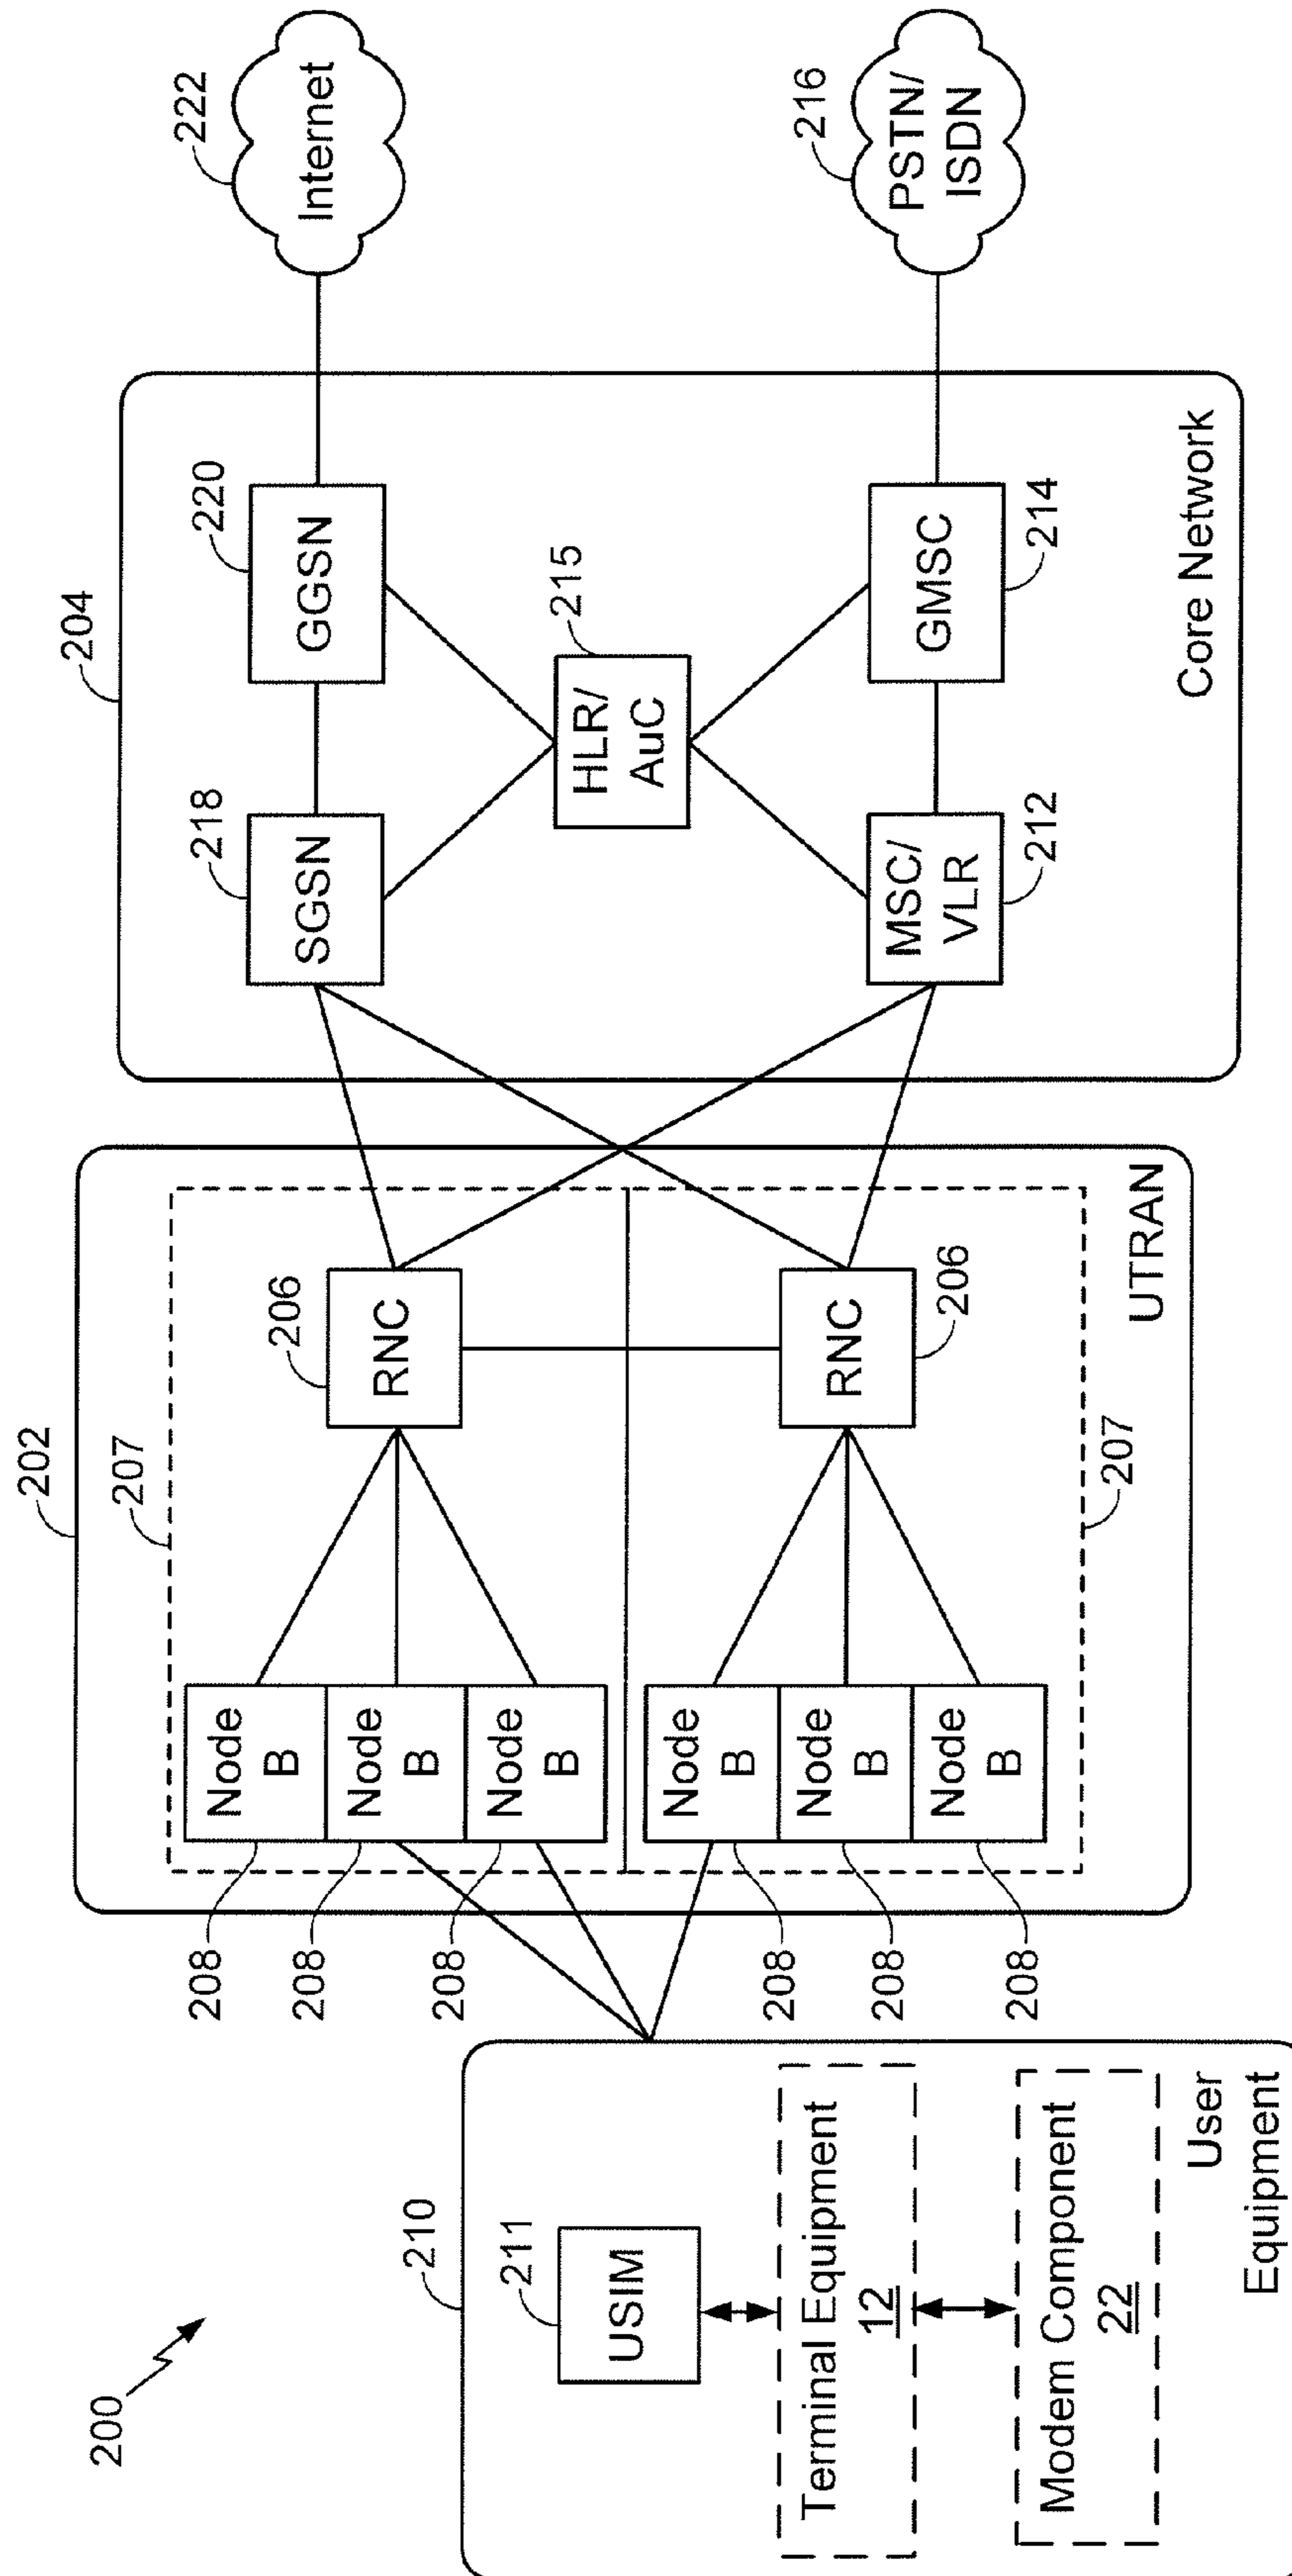 200
210
211
USIM
Terminal Equipment
12
Modem Component
22
User
Equipment
202
207
208
208
208
208
208
208
Node
B
Node
B
Node
B
Node
B
Node
B
Node
B
206
RNC
RNC
206
207
UTRAN
204
218
SGSN
220
GGSN
215
HLR/
AuC
MSC/
VLR
212
GMSC
214
Core Network
222
Internet
216
PSTN/
ISDN